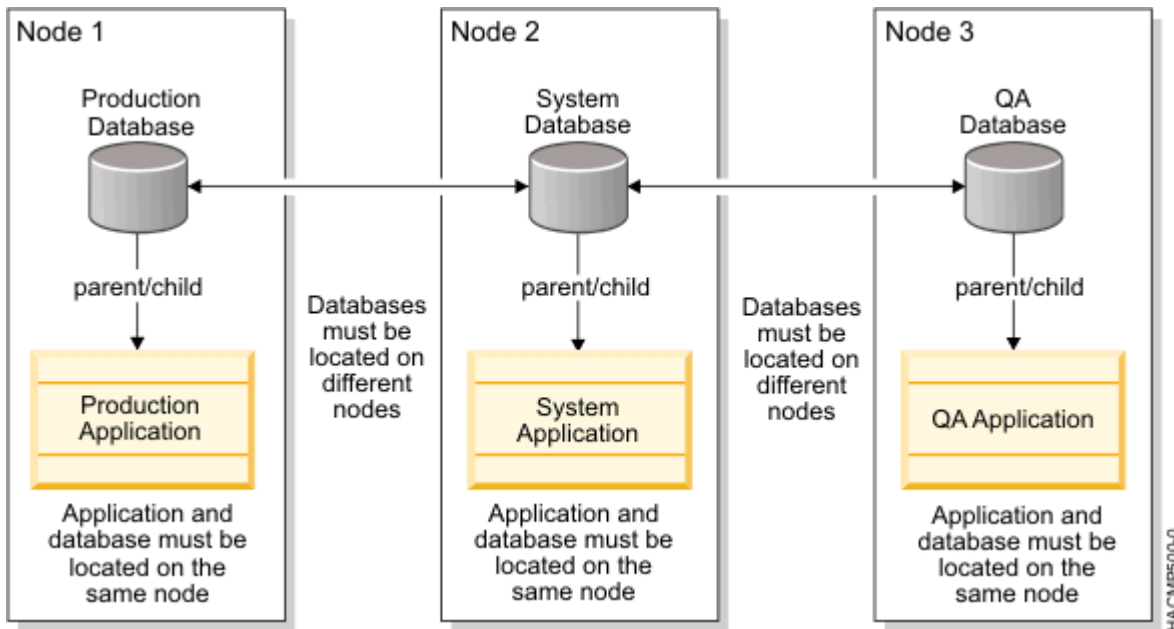 Node 1
Production
Database
parent/child
Production
Application
Application and
database must be
located on the
same node
Databases
must be
located on
different
nodes
Node 2
System
Database
parent/child
System
Application
Application and
database must be
located on the
same node
Databases
must be
located on
different
nodes
Node 3
QA
Database
parent/child
QA Application
Application and
database must be
located on the
same node
HACMP500-0